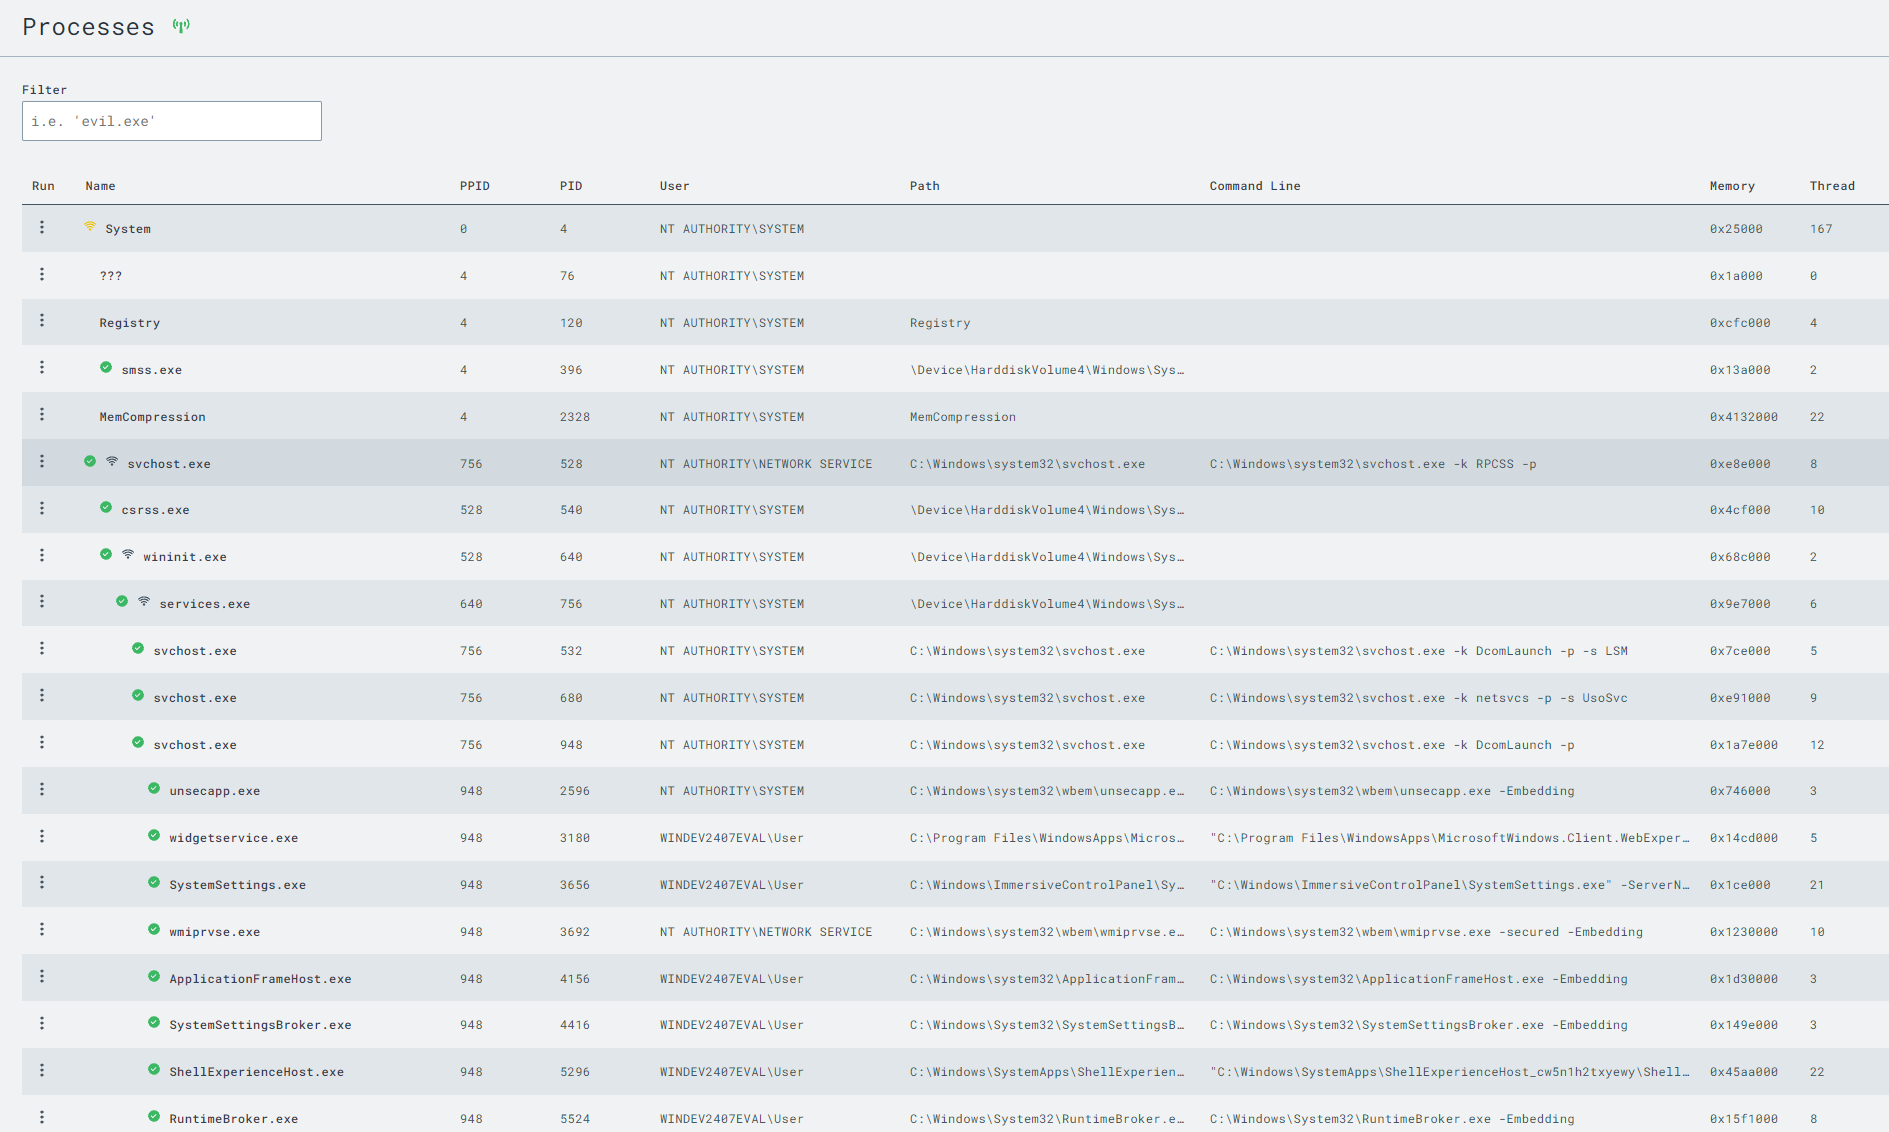 Processes
Filter
i.e. 'evil.exe'
Run Name PPID PID User Path Command Line Memory Thread
System 0 4 NT AUTHORITY\SYSTEM 0x25000 167
??? 4 76 NT AUTHORITY\SYSTEM 0x1a000 0
Registry 4 120 NT AUTHORITY\SYSTEM Registry 0xcfc000 4
smss.exe 4 396 NT AUTHORITY\SYSTEM \Device\HarddiskVolume4\Windows\Sys… 0x13a000 2
MemCompression 4 2328 NT AUTHORITY\SYSTEM MemCompression 0x4132000 22
svchost.exe 756 528 NT AUTHORITY\NETWORK SERVICE C:\Windows\system32\svchost.exe C:\Windows\system32\svchost.exe -k RPCSS -p 0xe8e000 8
csrss.exe 528 540 NT AUTHORITY\SYSTEM \Device\HarddiskVolume4\Windows\Sys… 0x4cf000 10
wininit.exe 528 640 NT AUTHORITY\SYSTEM \Device\HarddiskVolume4\Windows\Sys… 0x68c000 2
services.exe 640 756 NT AUTHORITY\SYSTEM \Device\HarddiskVolume4\Windows\Sys… 0x9e7000 6
svchost.exe 756 532 NT AUTHORITY\SYSTEM C:\Windows\system32\svchost.exe C:\Windows\system32\svchost.exe -k DcomLaunch -p -s LSM 0x7ce000 5
svchost.exe 756 680 NT AUTHORITY\SYSTEM C:\Windows\system32\svchost.exe C:\Windows\system32\svchost.exe -k netsvcs -p -s UsoSvc 0xe91000 9
svchost.exe 756 948 NT AUTHORITY\SYSTEM C:\Windows\system32\svchost.exe C:\Windows\system32\svchost.exe -k DcomLaunch -p 0x1a7e000 12
unsecapp.exe 948 2596 NT AUTHORITY\SYSTEM C:\Windows\system32\wbem\unsecapp.e… C:\Windows\system32\wbem\unsecapp.exe -Embedding 0x746000 3
widgetservice.exe 948 3180 WINDEV2407EVAL\User C:\Program Files\WindowsApps\Micros… "C:\Program Files\WindowsApps\MicrosoftWindows.Client.WebExper… 0x14cd000 5
SystemSettings.exe 948 3656 WINDEV2407EVAL\User C:\Windows\ImmersiveControlPanel\Sy… "C:\Windows\ImmersiveControlPanel\SystemSettings.exe" -ServerN… 0x1ce000 21
wmiprvse.exe 948 3692 NT AUTHORITY\NETWORK SERVICE C:\Windows\system32\wbem\wmiprvse.e… C:\Windows\system32\wbem\wmiprvse.exe -secured -Embedding 0x1230000 10
ApplicationFrameHost.exe 948 4156 WINDEV2407EVAL\User C:\Windows\system32\ApplicationFram… C:\Windows\system32\ApplicationFrameHost.exe -Embedding 0x1d30000 3
SystemSettingsBroker.exe 948 4416 WINDEV2407EVAL\User C:\Windows\System32\SystemSettingsB… C:\Windows\System32\SystemSettingsBroker.exe -Embedding 0x149e000 3
ShellExperienceHost.exe 948 5296 WINDEV2407EVAL\User C:\Windows\SystemApps\ShellExperien… "C:\Windows\SystemApps\ShellExperienceHost_cw5n1h2txyewy\Shell… 0x45aa000 22
RuntimeBroker.exe 948 5524 WINDEV2407EVAL\User C:\Windows\System32\RuntimeBroker.e… C:\Windows\System32\RuntimeBroker.exe -Embedding 0x15f1000 8